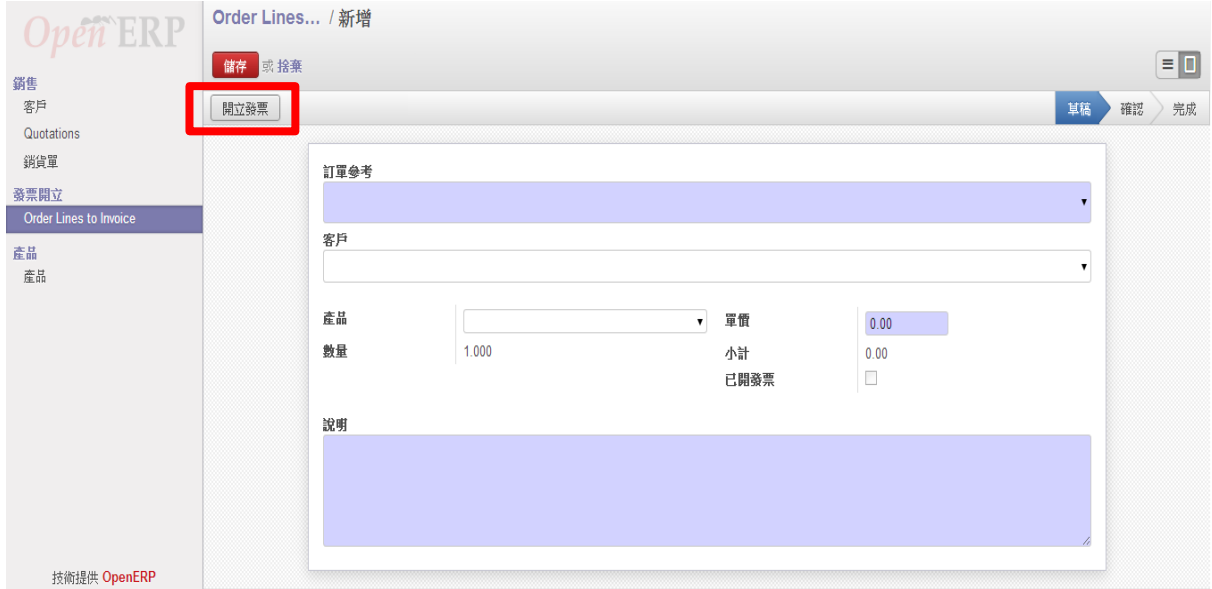 Open ERP
銷售
客戶
Quotations
銷貨單
發票開立
Order Lines to Invoice
產品
產品
技術提供 OpenERP
Order Lines... / 新增
儲存 或 捨棄
開立發票
草稿 確認 完成
訂單參考
客戶
產品
單價 0.00
數量 1.000
小計 0.00
已開發票
說明